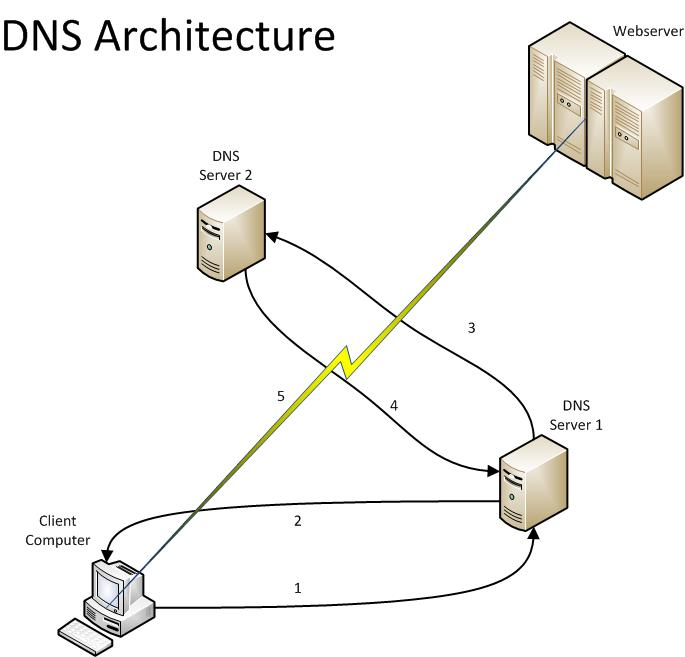 DNS Architecture
Webserver
DNS
Server 2
3
5
4
DNS
Server 1
2
Client
Computer
1